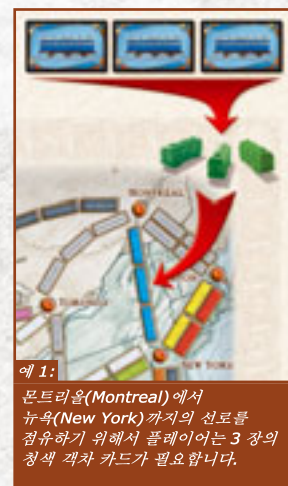 MONTREAL
TORONTO
NEW YORK
예 1:
몬트리올(Montreal)에서
뉴욕(New York)까지의 선로를
점유하기 위해서 플레이어는 3 장의
청색 객차 카드가 필요합니다.